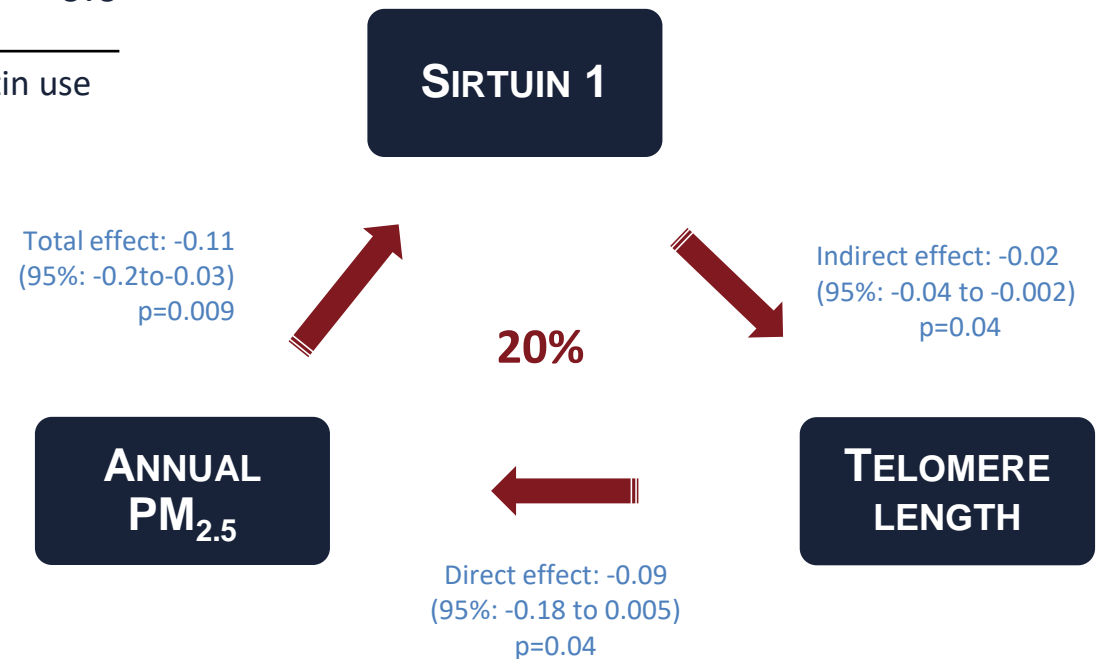 tin use
SIRTUIN 1
Total effect: -0.11
(95%: -0.2to-0.03)
p=0.009
Indirect effect: -0.02
(95%: -0.04 to -0.002)
p=0.04
20%
ANNUAL
PM2.5
TELOMERE
LENGTH
Direct effect: -0.09
(95%: -0.18 to 0.005)
p=0.04